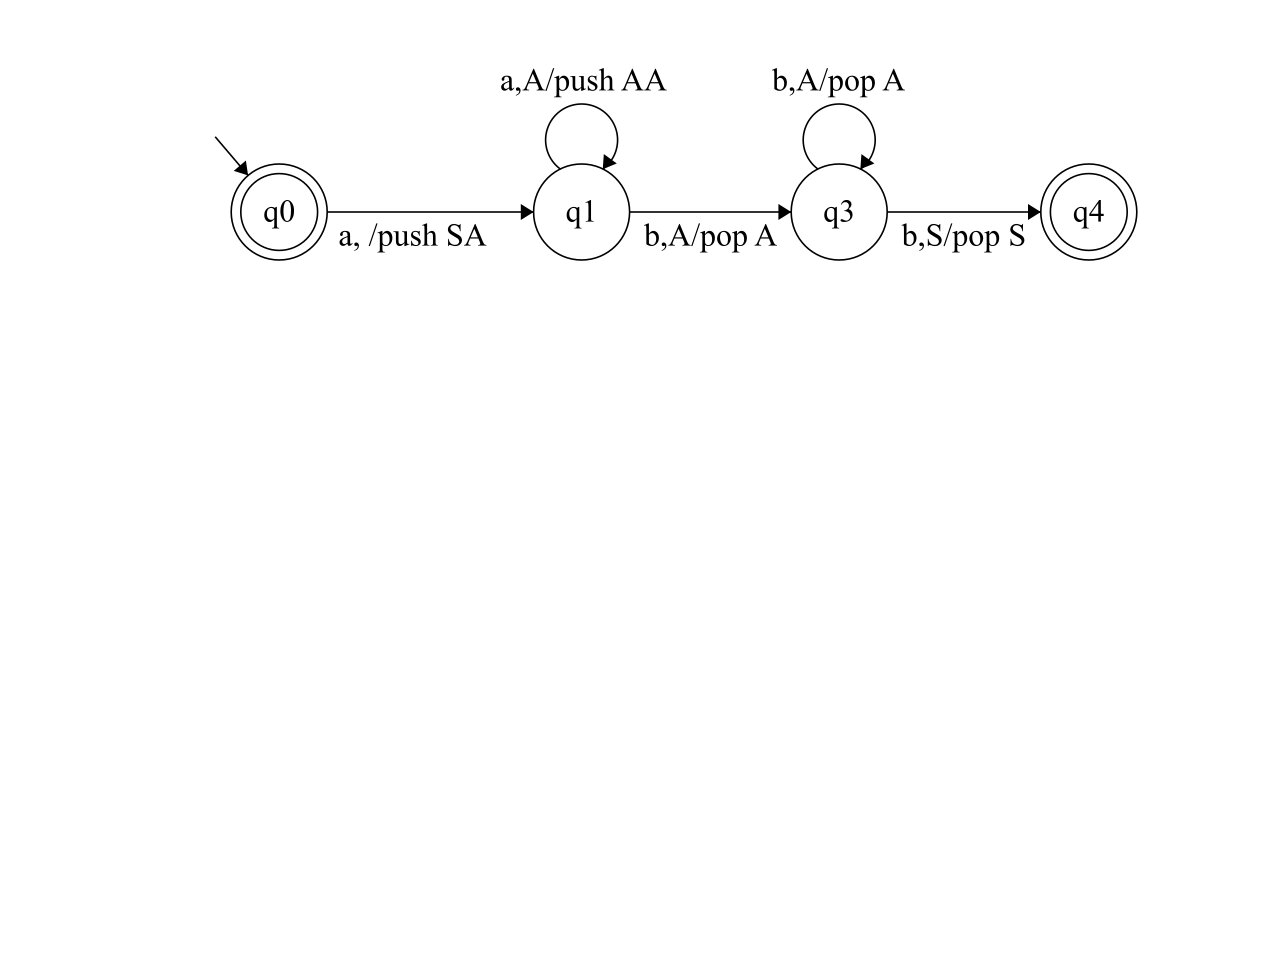 a,A/push AA
b,A/pop A
q0
q1
q3
q4
a, /push SA
b,A/pop A
b,S/pop S